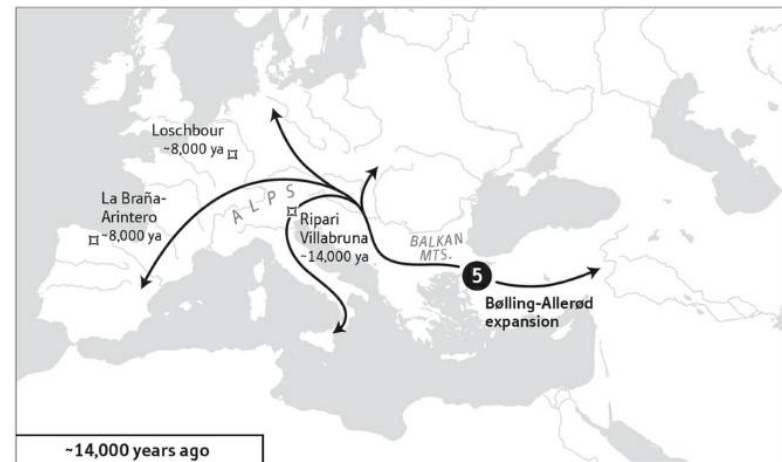 Loschbour
~8,000 ya
La Braña-
Arintero
~8,000 ya
ALPS
Ripari
Villabruna
~14,000 ya
BALKAN
MTS.
5
Bølling-Allerød
expansion
~14,000 years ago